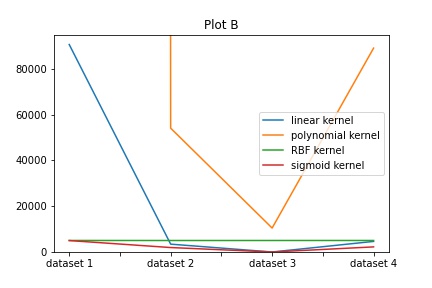 Plot B
80000
60000
40000
20000
0
linear kernel
polynomial kernel
RBF kernel
sigmoid kernel
dataset 1 dataset 2 dataset 3 dataset 4